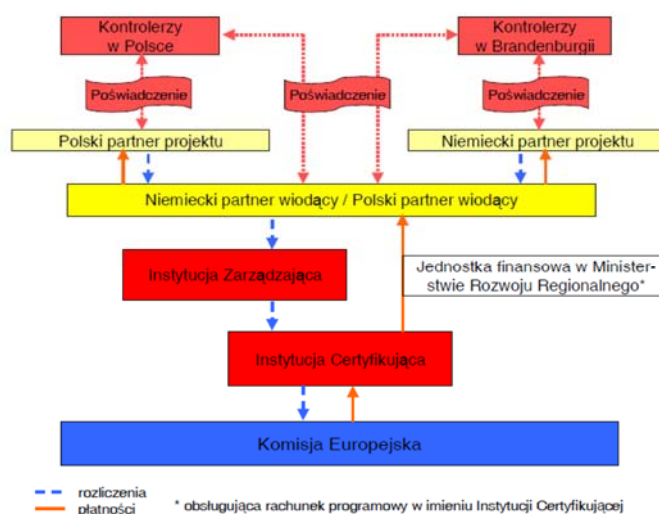 Kontrolerzy
w Polsce
Kontrolerzy
w Brandenburgii
Poświadczenie
Poświadczenie
Poświadczenie
Polski partner projektu
Niemiecki partner projektu
Niemiecki partner wiodący / Polski partner wiodący
Instytucja Zarządzająca
Jednostka finansowa w Minister-
stwie Rozwoju Regionalnego*
Instytucja Certyfikująca
Komisja Europejska
rozliczenia
płatności
* obsługująca rachunek programowy w imieniu Instytucji Certyfikującej